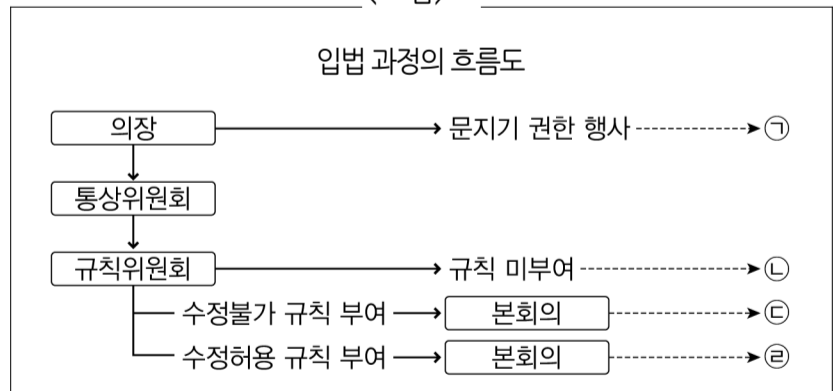 입법 과정의 흐름도
의장 문지기 권한 행사 ㉠
통상위원회
규칙위원회 규칙 미부여 ㉡
수정불가 규칙 부여 본회의 ㉢
수정허용 규칙 부여 본회의 ㉣